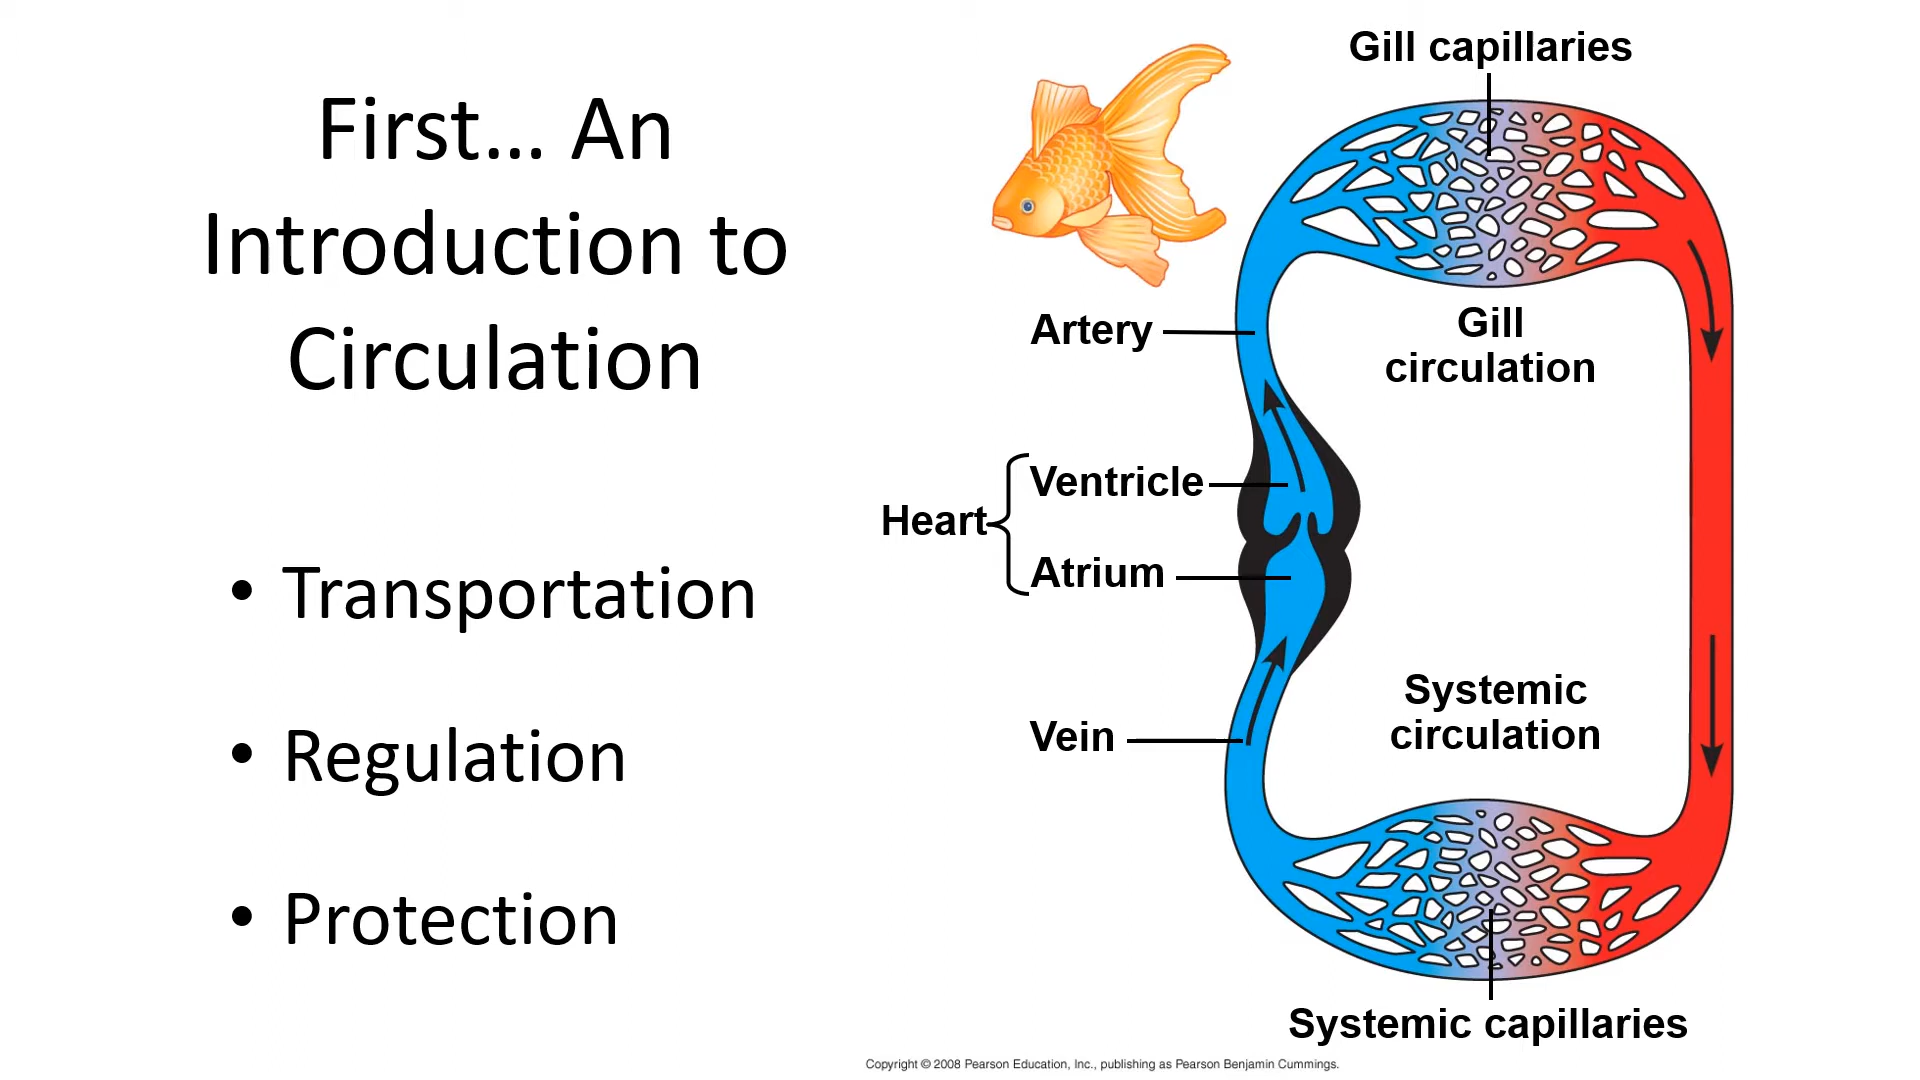 First... An
Introduction to
Circulation
• Transportation
• Regulation
• Protection
Gill capillaries
Artery
Gill
circulation
Ventricle
Heart
Atrium
Systemic
circulation
Vein
Systemic capillaries
Copyright © 2008 Pearson Education, Inc., publishing as Pearson Benjamin Cummings.